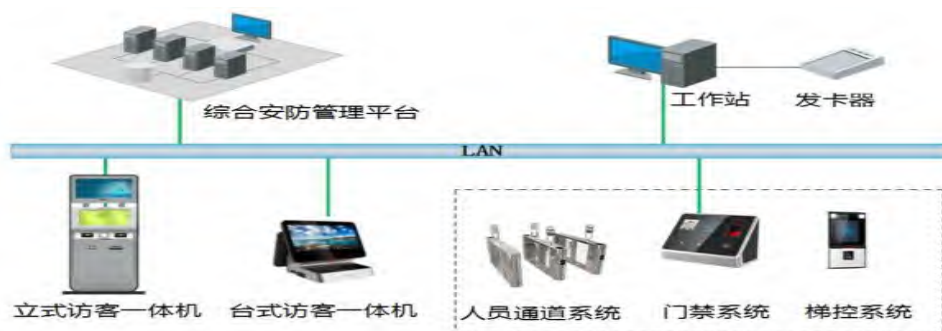 综合安防管理平台
工作站
发卡器
LAN
立式访客一体机
台式访客一体机
人员通道系统
门禁系统
梯控系统